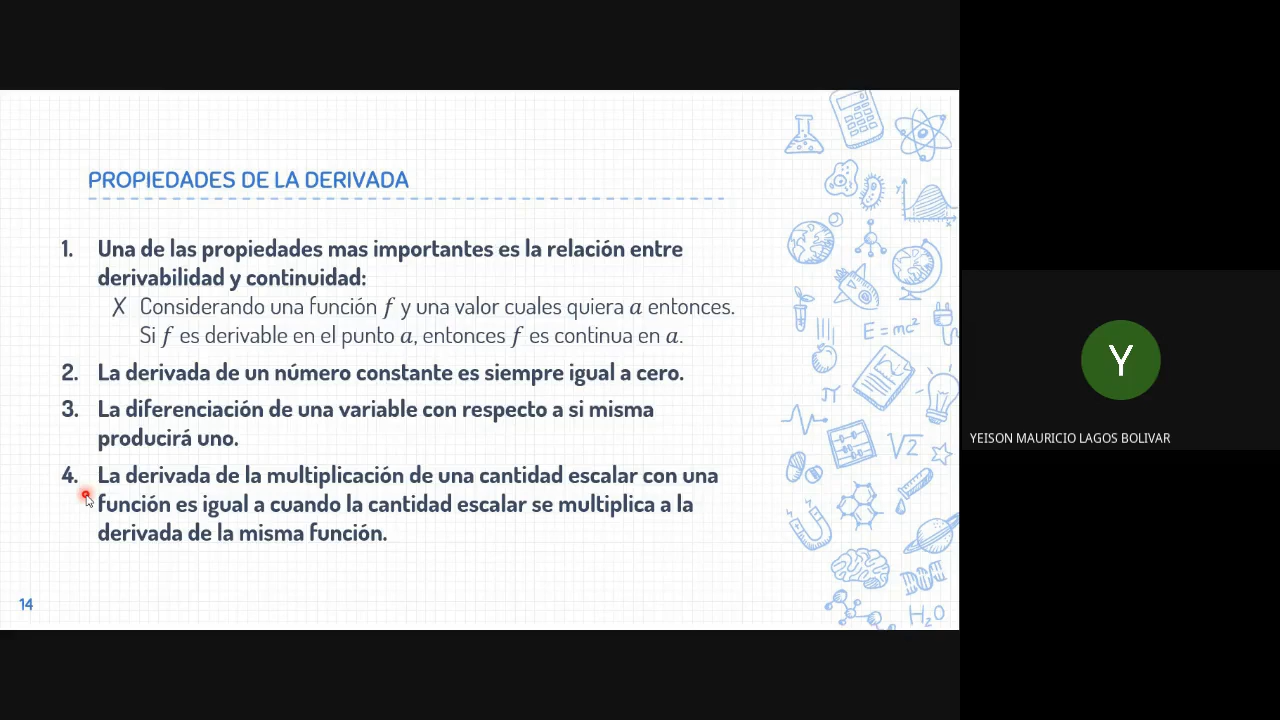 PROPIEDADES DE LA DERIVADA
1. Una de las propiedades mas importantes es la relación entre
derivabilidad y continuidad:
X Considerando una función f y una valor cuales quiera a entonces.
Si f es derivable en el punto a, entonces f es continua en a.
2. La derivada de un número constante es siempre igual a cero.
3. La diferenciación de una variable con respecto a si misma
producirá uno.
4. La derivada de la multiplicación de una cantidad escalar con una
función es igual a cuando la cantidad escalar se multiplica a la
derivada de la misma función.
14
y
x
E = mc²
π
√2
H₂O
Y
YEISON MAURICIO LAGOS BOLIVAR